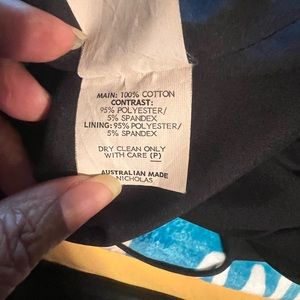 MAIN: 100% COTTON
CONTRAST:
95% POLYESTER/
5% SPANDEX
LINING: 95% POLYESTER/
5% SPANDEX
DRY CLEAN ONLY
WITH CARE (P)
AUSTRALIAN MADE
NICHOLAS